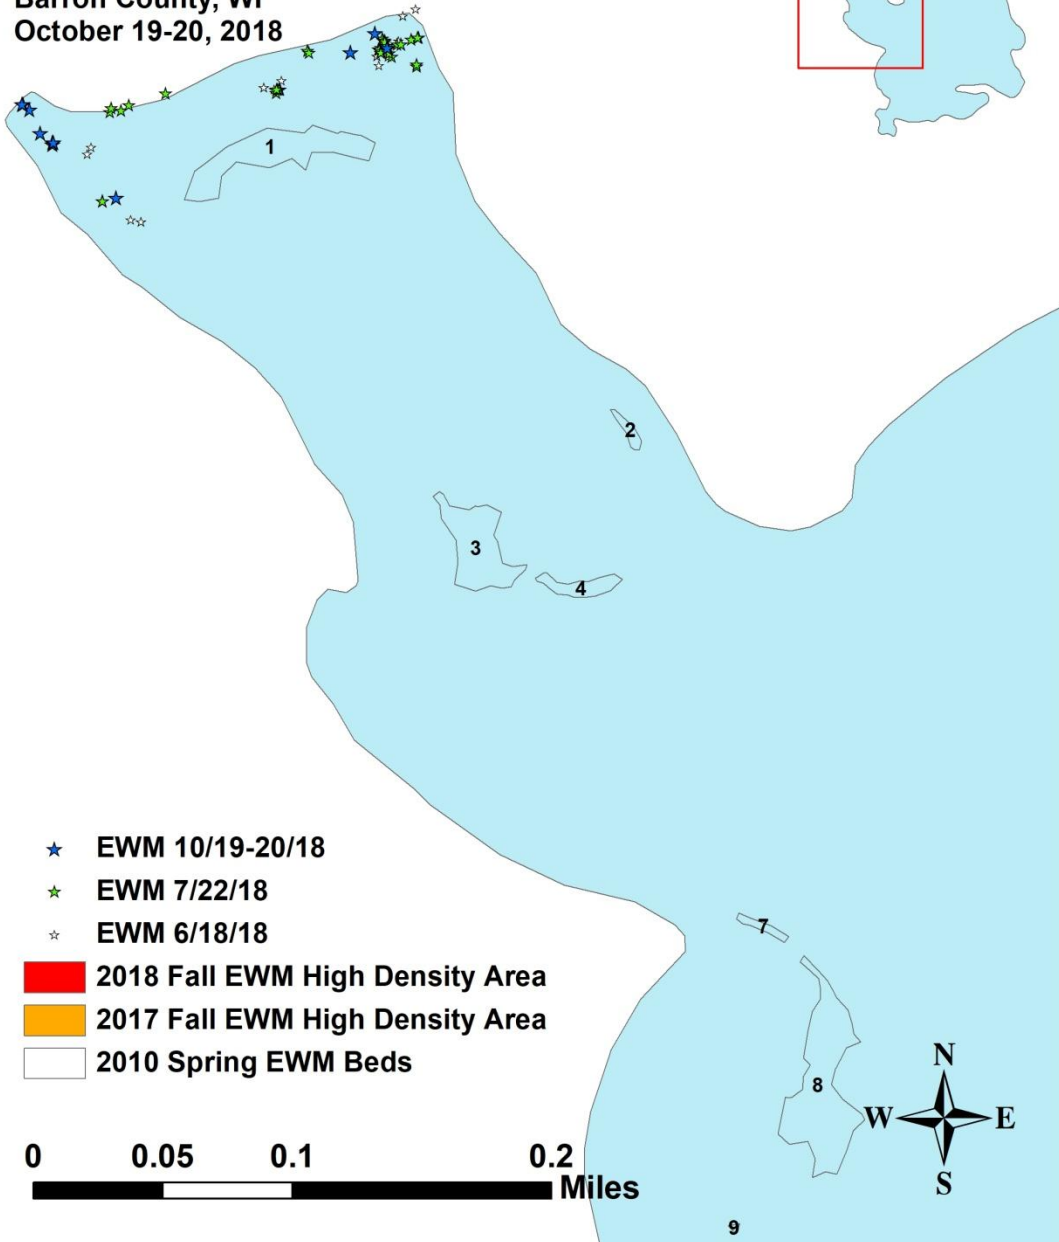 Barron County, WI
October 19-20, 2018
1
2
3
4
EWM 10/19-20/18
EWM 7/22/18
EWM 6/18/18
2018 Fall EWM High Density Area
2017 Fall EWM High Density Area
2010 Spring EWM Beds
7
8
N
W E
S
0 0.05 0.1 0.2
Miles
9